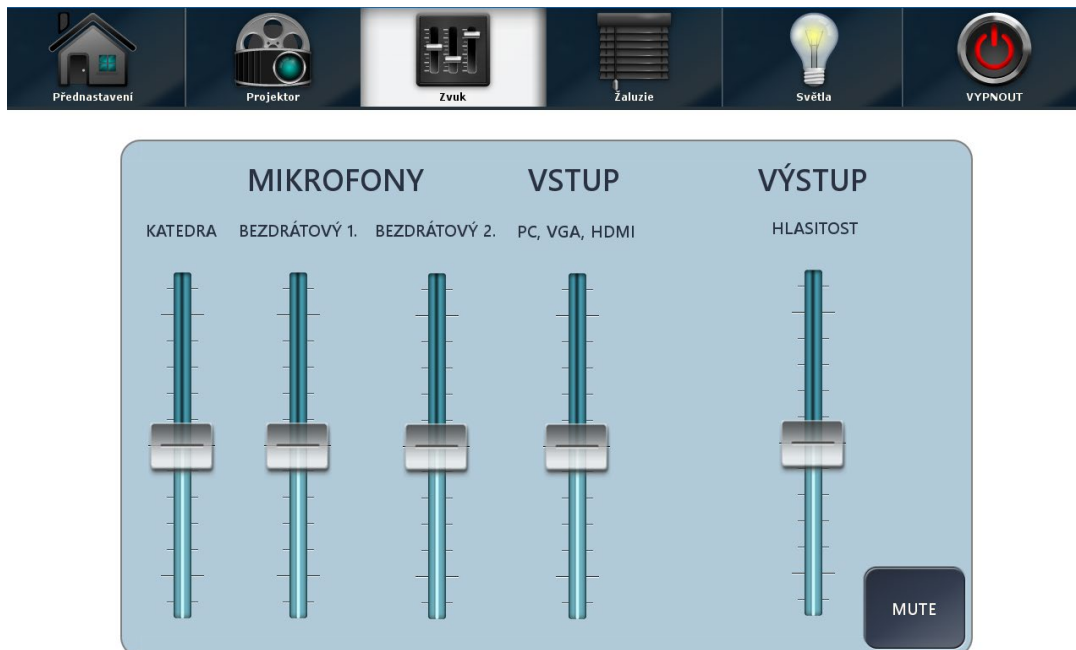 Přednastavení
Projektor
Zvuk
Žaluzie
Světla
VYPNOUT
MIKROFONY
VSTUP
VÝSTUP
KATEDRA
BEZDRÁTOVÝ 1.
BEZDRÁTOVÝ 2.
PC, VGA, HDMI
HLASITOST
MUTE